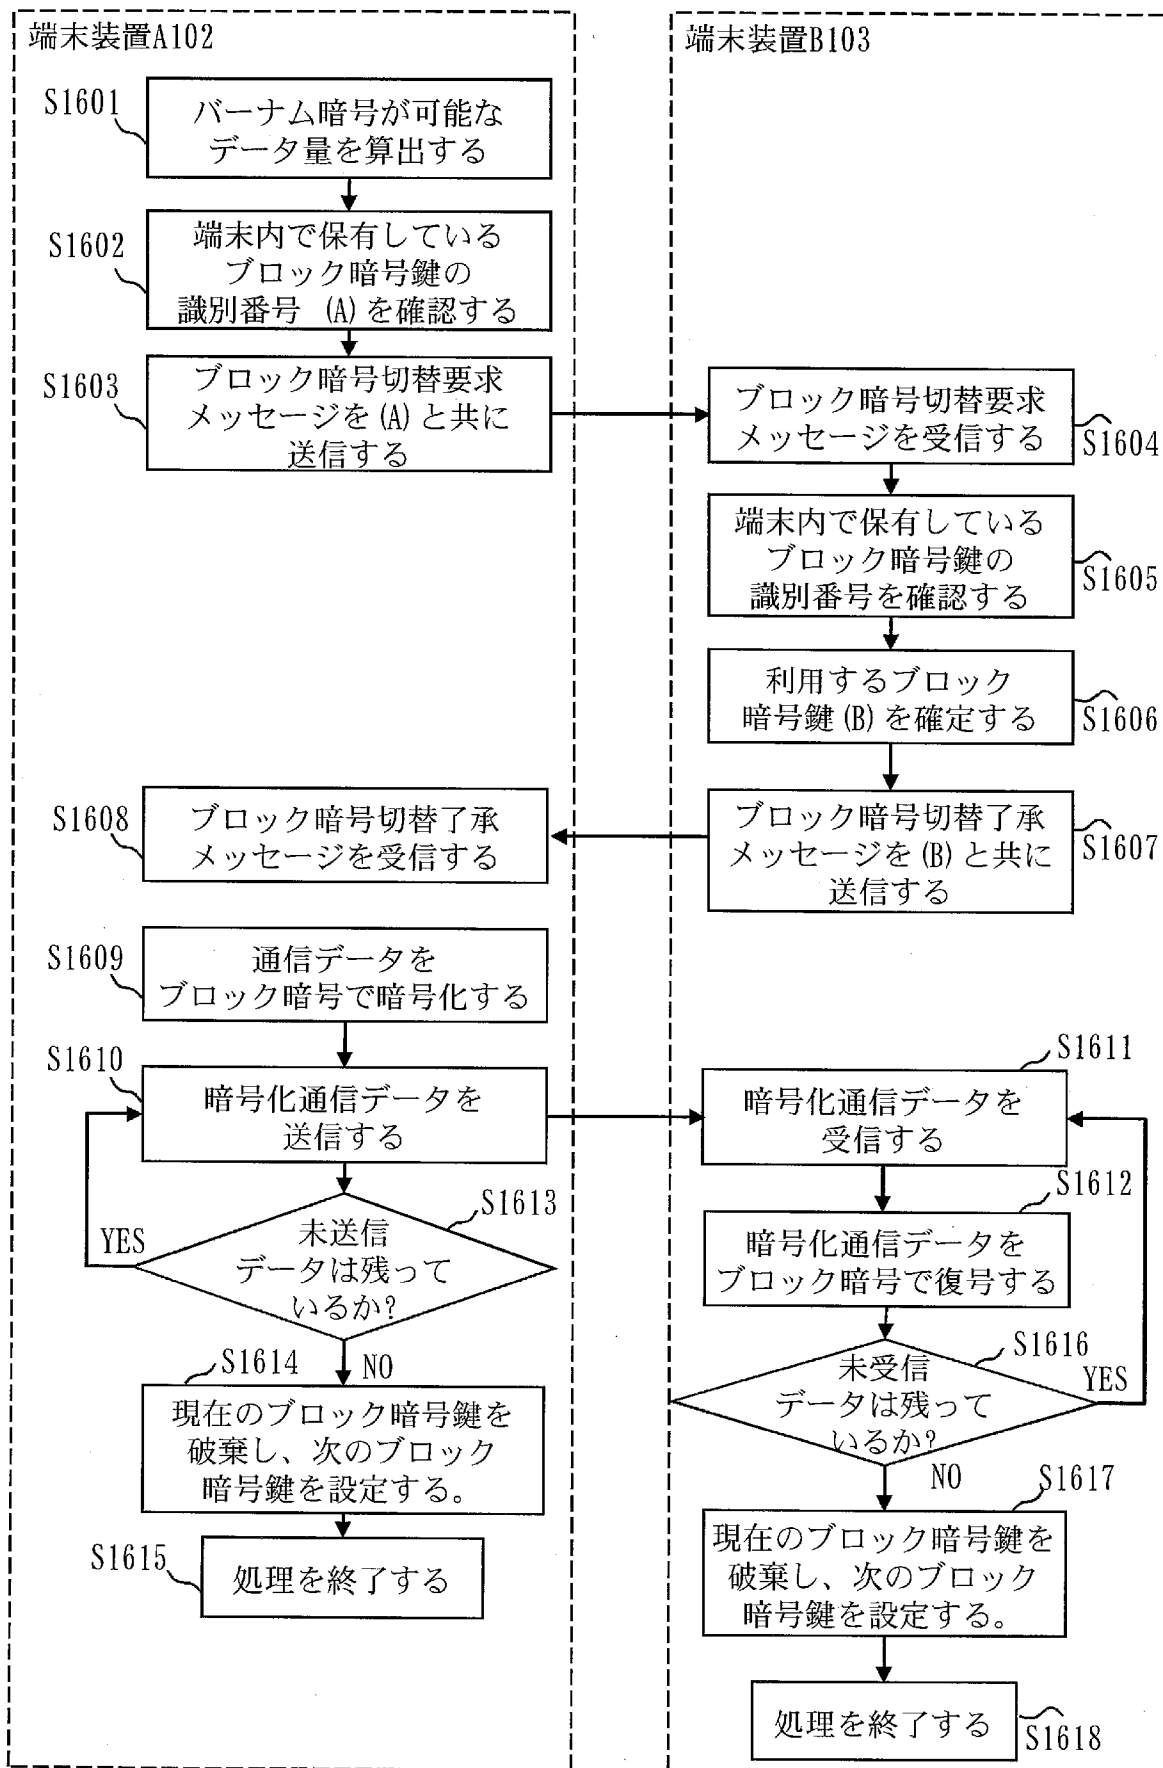 端末装置A102
S1601
バーナム暗号が可能な
データ量を算出する
S1602
端末内で保有している
ブロック暗号鍵の
識別番号 (A)を確認する
S1603
ブロック暗号切替要求
メッセージを(A)と共に
送信する
端末装置B103
ブロック暗号切替要求
メッセージを受信する
S1604
端末内で保有している
ブロック暗号鍵の
識別番号を確認する
S1605
利用するブロック
暗号鍵(B)を確定する
S1606
ブロック暗号切替了承
メッセージを(B)と共に
送信する
S1607
S1608
ブロック暗号切替了承
メッセージを受信する
S1609
通信データを
ブロック暗号で暗号化する
S1610
暗号化通信データを
送信する
S1611
暗号化通信データを
受信する
S1612
暗号化通信データを
ブロック暗号で復号する
S1613
未送信
データは残って
いるか?
YES
NO
S1614
現在のブロック暗号鍵を
破棄し、次のブロック
暗号鍵を設定する。
S1615
処理を終了する
S1616
未受信
データは残って
いるか?
YES
NO
S1617
現在のブロック暗号鍵を
破棄し、次のブロック
暗号鍵を設定する。
処理を終了する
S1618